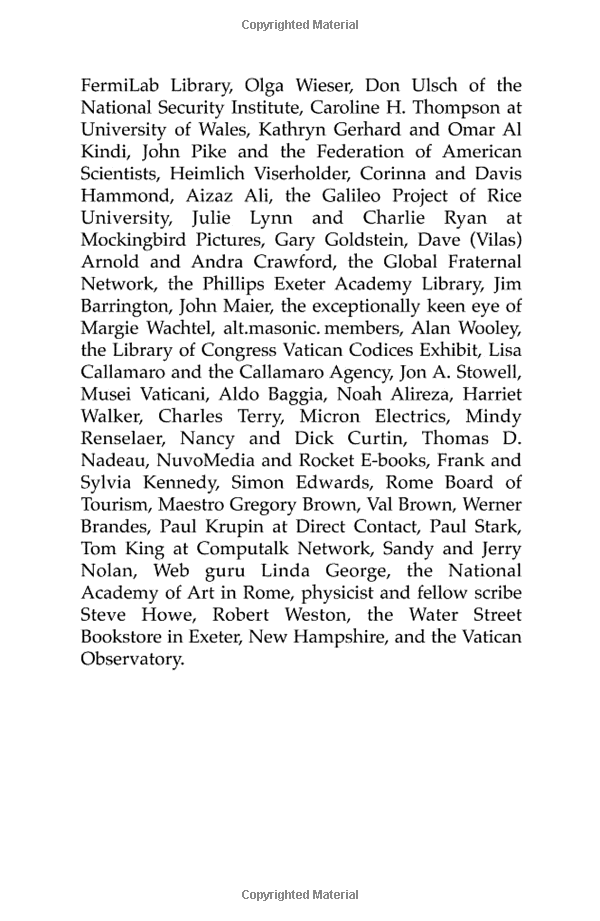 Copyrighted Material
FermiLab Library, Olga Wieser, Don Ulsch of the
National Security Institute, Caroline H. Thompson at
University of Wales, Kathryn Gerhard and Omar Al
Kindi, John Pike and the Federation of American
Scientists, Heimlich Viserholder, Corinna and Davis
Hammond, Aizaz Ali, the Galileo Project of Rice
University, Julie Lynn and Charlie Ryan at
Mockingbird Pictures, Gary Goldstein, Dave (Vilas)
Arnold and Andra Crawford, the Global Fraternal
Network, the Phillips Exeter Academy Library, Jim
Barrington, John Maier, the exceptionally keen eye of
Margie Wachtel, alt.masonic. members, Alan Wooley,
the Library of Congress Vatican Codices Exhibit, Lisa
Callamaro and the Callamaro Agency, Jon A. Stowell,
Musei Vaticani, Aldo Baggia, Noah Alireza, Harriet
Walker, Charles Terry, Micron Electrics, Mindy
Renselaer, Nancy and Dick Curtin, Thomas D.
Nadeau, NuvoMedia and Rocket E-books, Frank and
Sylvia Kennedy, Simon Edwards, Rome Board of
Tourism, Maestro Gregory Brown, Val Brown, Werner
Brandes, Paul Krupin at Direct Contact, Paul Stark,
Tom King at Computalk Network, Sandy and Jerry
Nolan, Web guru Linda George, the National
Academy of Art in Rome, physicist and fellow scribe
Steve Howe, Robert Weston, the Water Street
Bookstore in Exeter, New Hampshire, and the Vatican
Observatory.
Copyrighted Material